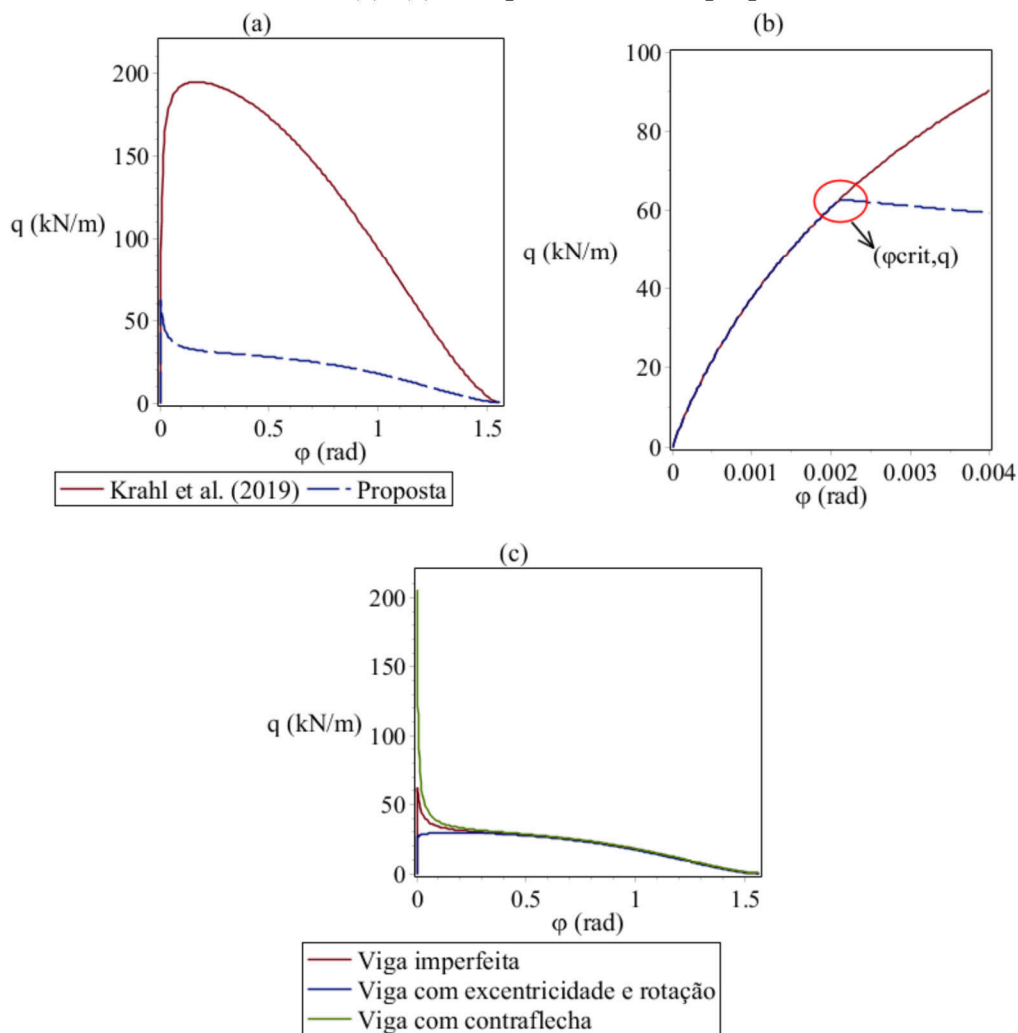 (a)
200
150
100
50
0
q (kN/m)
0
0.5
1
1.5
φ (rad)
Krahl et al. (2019)
Proposta
(b)
100
80
60
40
20
0
q (kN/m)
(φcrit,q)
0
0.001
0.002
0.003
0.004
φ (rad)
(c)
200
150
100
50
0
q (kN/m)
0
0.5
1
1.5
φ (rad)
Viga imperfeita
Viga com excentricidade e rotação
Viga com contraflecha